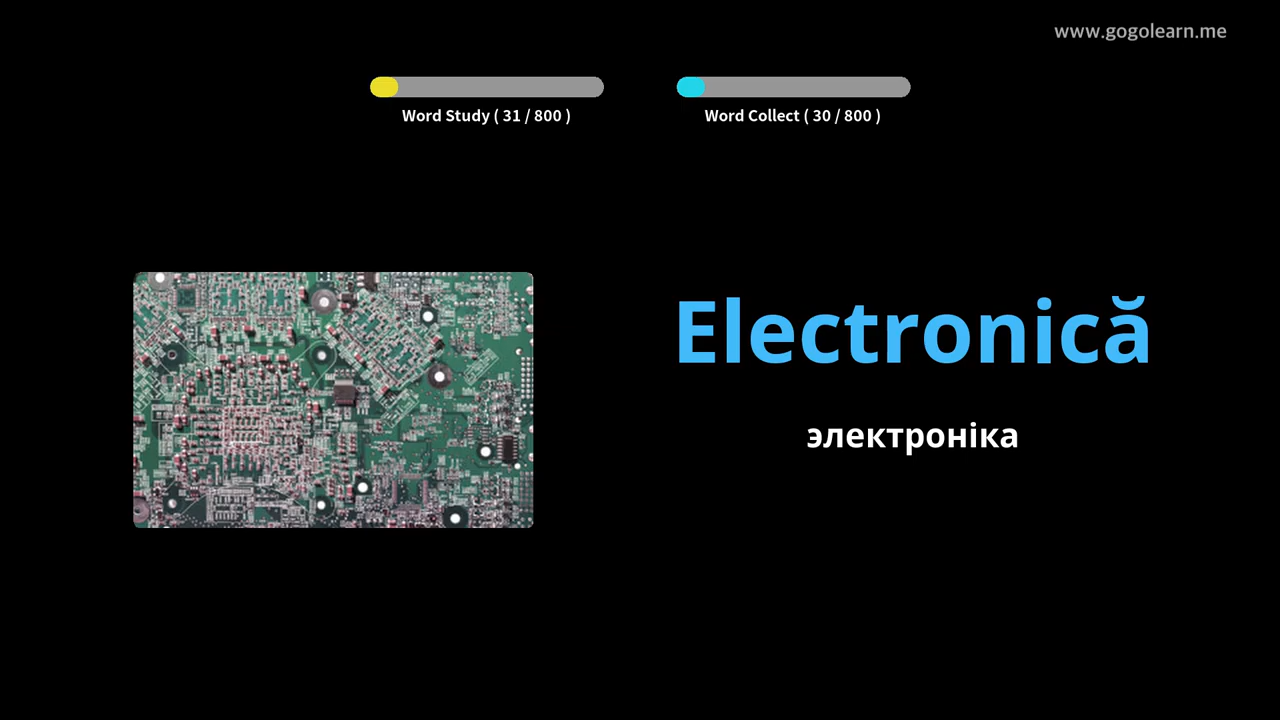 www.gogolearn.me
Word Study ( 31 / 800 )
Word Collect ( 30 / 800 )
Electronică
электроніка